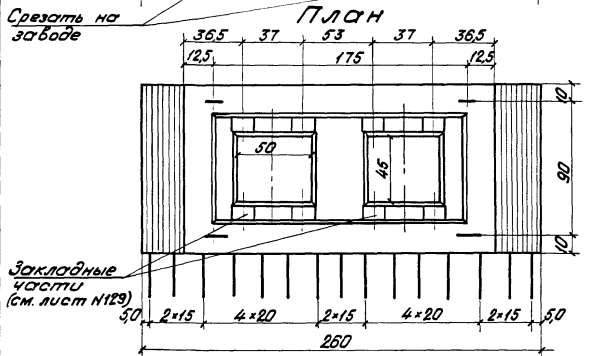 План
Срезать на
заводе
36,5 37 53 37 36,5
12,5 175 12,5
10
50
45
90
10
Закладные
части
(см. лист N129)
5,0 2×15 4×20 2×15 4×20 2×15 5,0
260